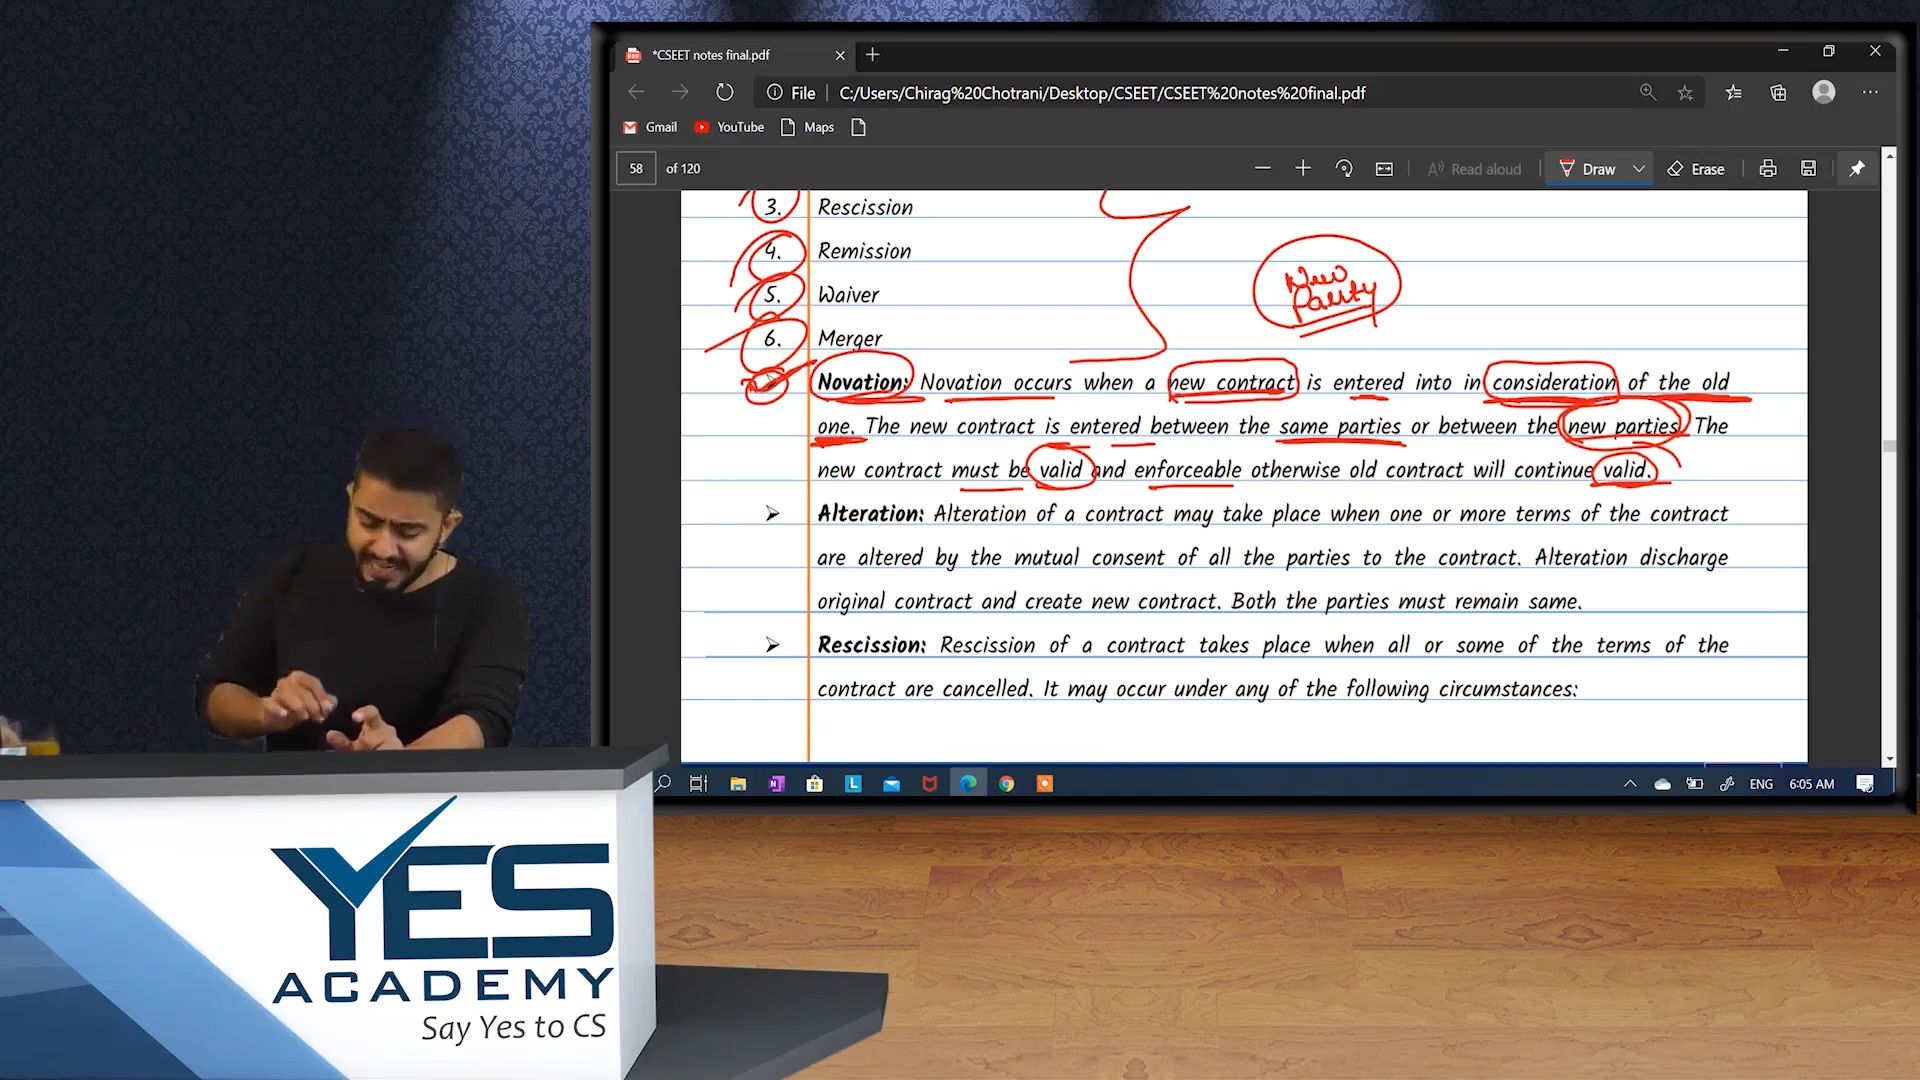 *CSEET notes final.pdf
File C:/Users/Chirag%20Chotrani/Desktop/CSEET/CSEET%20notes%20final.pdf
Gmail YouTube Maps
58 of 120 Read aloud Draw Erase
3. Rescission
4. Remission
5. Waiver
6. Merger
New
Party
Novation: Novation occurs when a new contract is entered into in consideration of the old
one. The new contract is entered between the same parties or between the new parties. The
new contract must be valid and enforceable otherwise old contract will continue valid.
➤ Alteration: Alteration of a contract may take place when one or more terms of the contract
are altered by the mutual consent of all the parties to the contract. Alteration discharge
original contract and create new contract. Both the parties must remain same.
➤ Rescission: Rescission of a contract takes place when all or some of the terms of the
contract are cancelled. It may occur under any of the following circumstances:
ENG 6:05 AM
YES
ACADEMY
Say Yes to CS